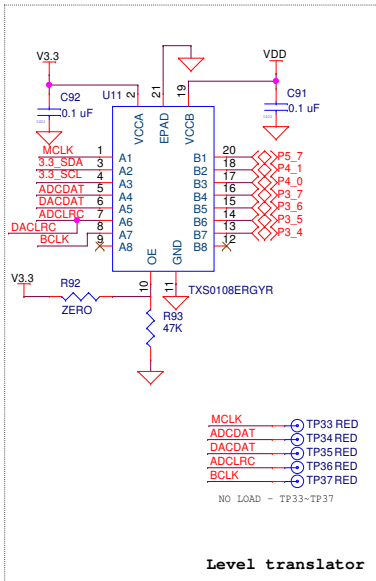 V3.3 VDD
C92 0.1 uF
U11
2 21 19
C91 0.1 uF
VCCA EPAD VCCB
MCLK 1 A1 B1 20 P5_7
3.3_SDA 3 A2 B2 18 P4_1
3.3_SCL 4 A3 B3 17 P4_0
ADCDAT 5 A4 B4 16 P3_7
DACDAT 6 A5 B5 15 P3_6
ADCLRC 7 A6 B6 14 P3_5
DACLRC 8 A7 B7 13 P3_4
BCLK 9 A8 B8 12
OE GND
10 11 TXS0108ERGYR
V3.3 R92 ZERO
R93 47K
MCLK TP33 RED
ADCDAT TP34 RED
DACDAT TP35 RED
ADCLRC TP36 RED
BCLK TP37 RED
NO LOAD - TP33~TP37
Level translator